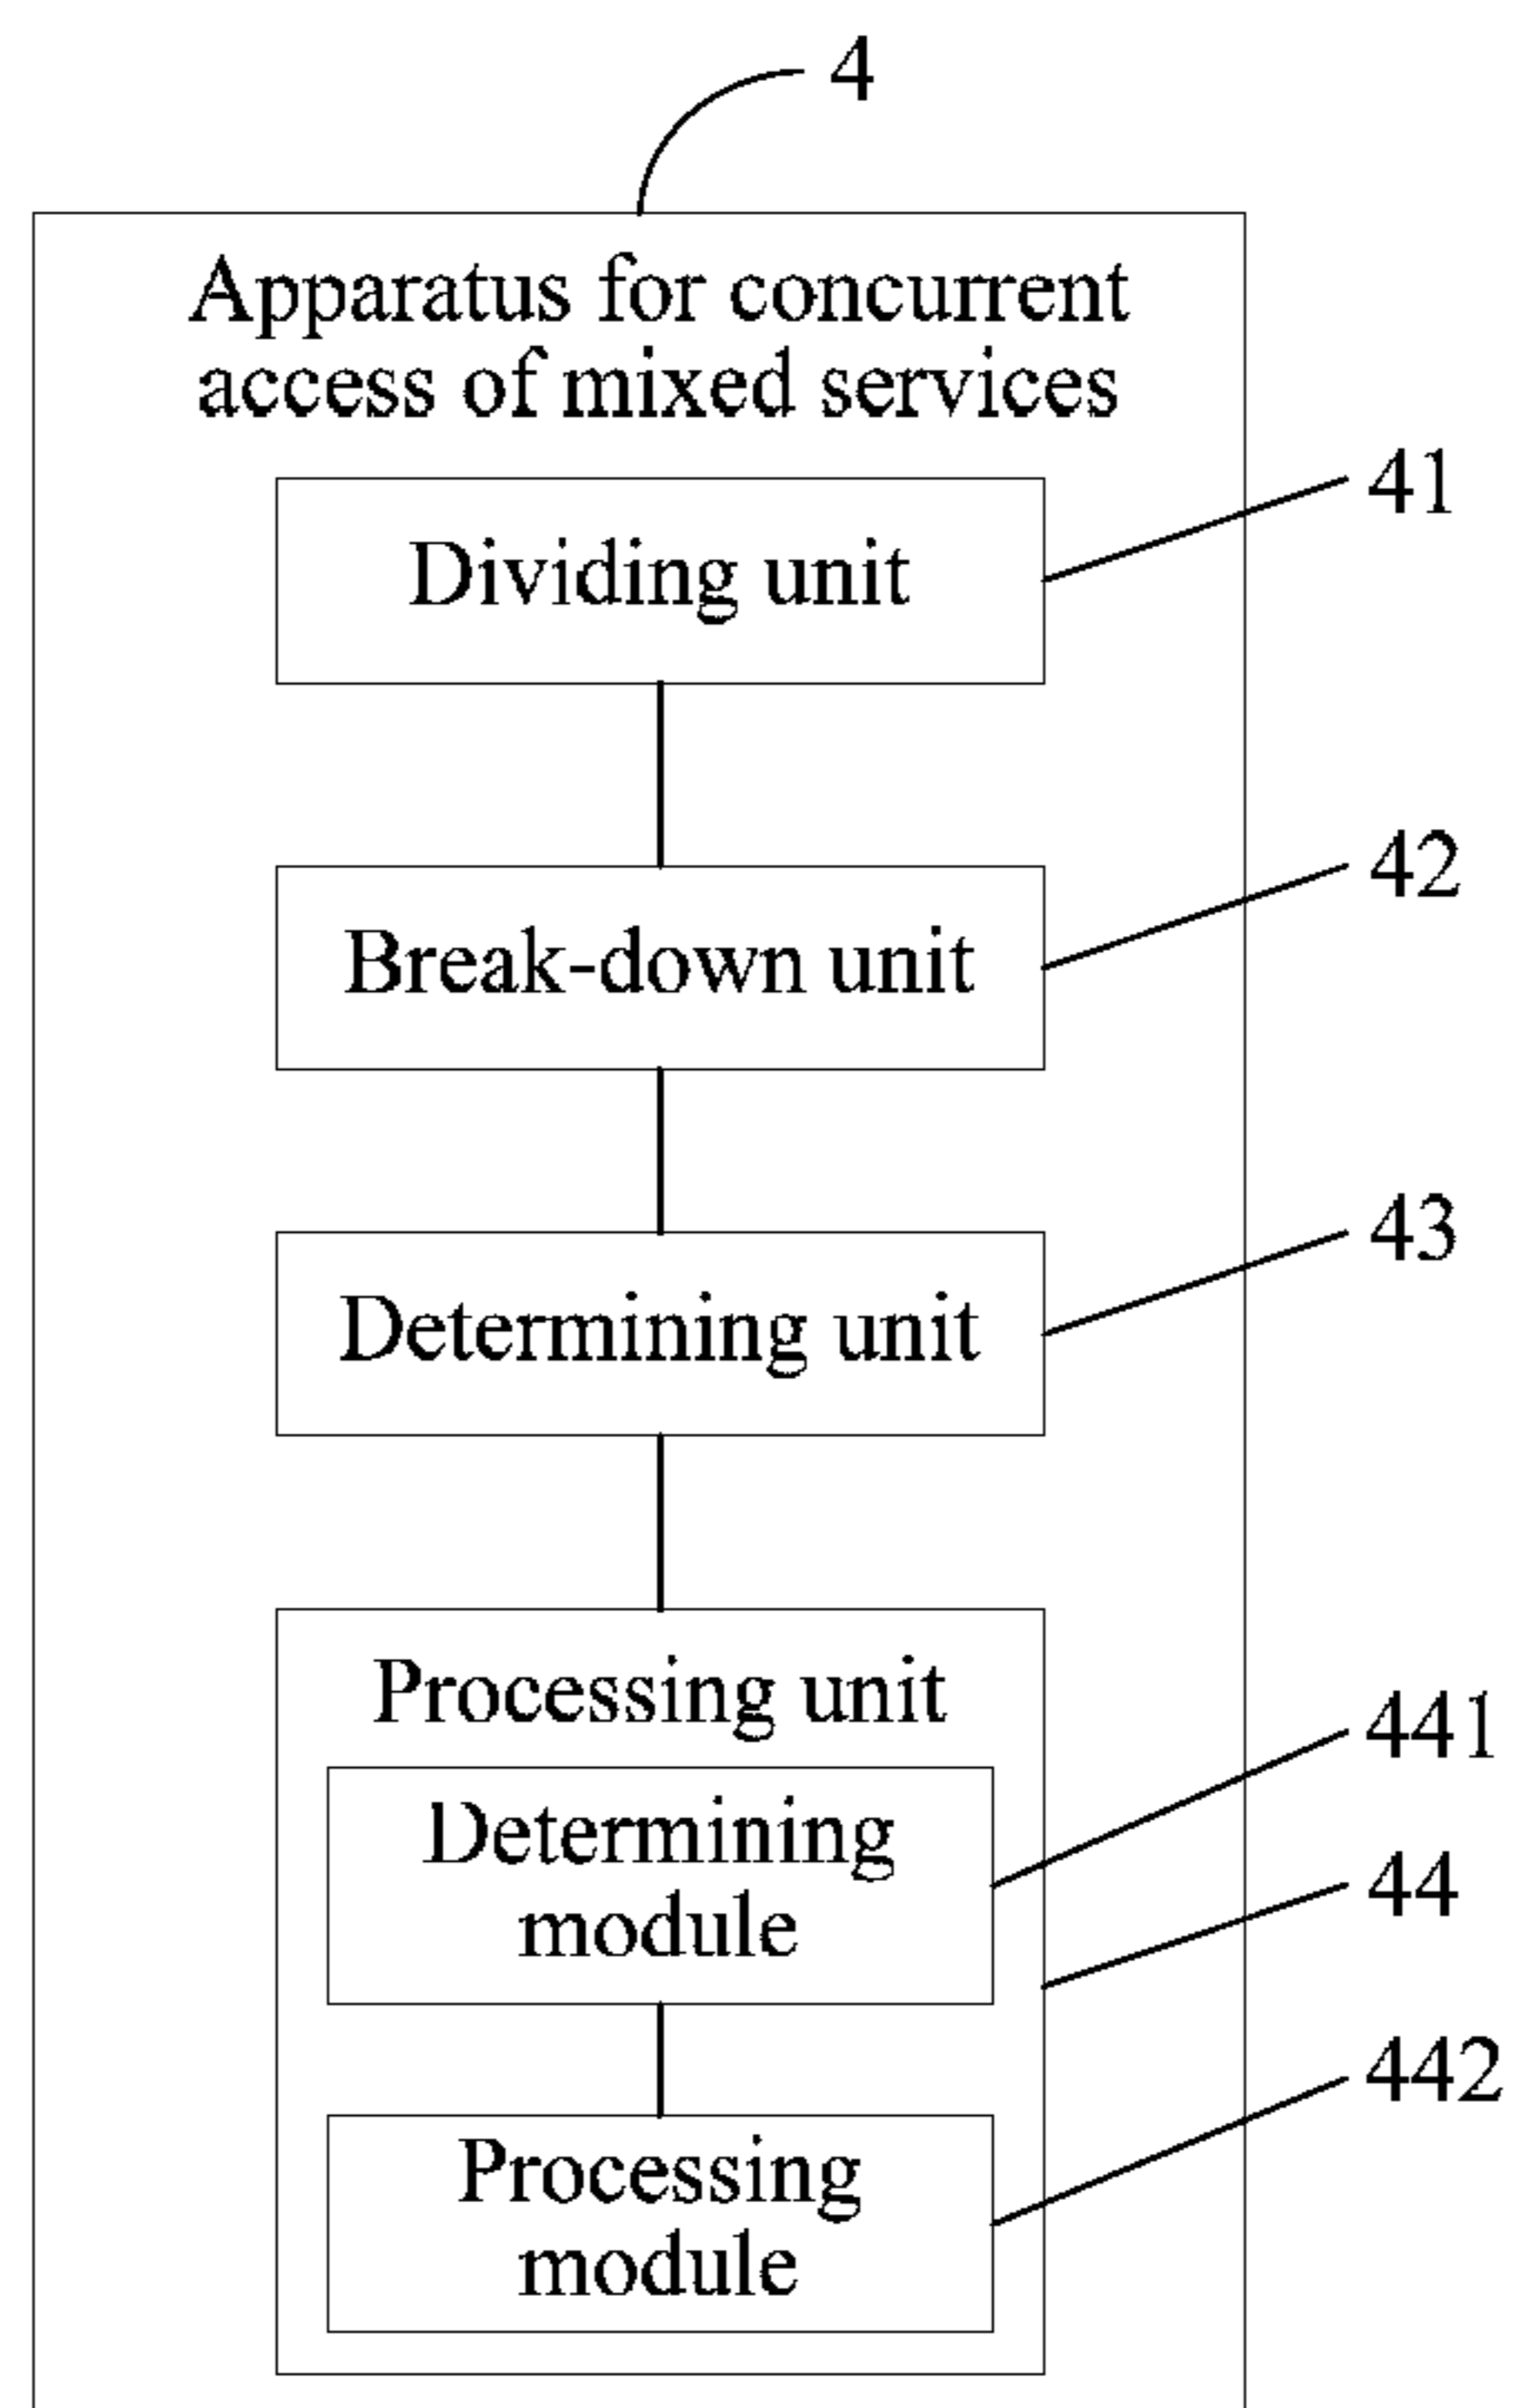 4
Apparatus for concurrent
access of mixed services
41
Dividing unit
42
Break-down unit
43
Determining unit
Processing unit
441
Determining
module
44
442
Processing
module